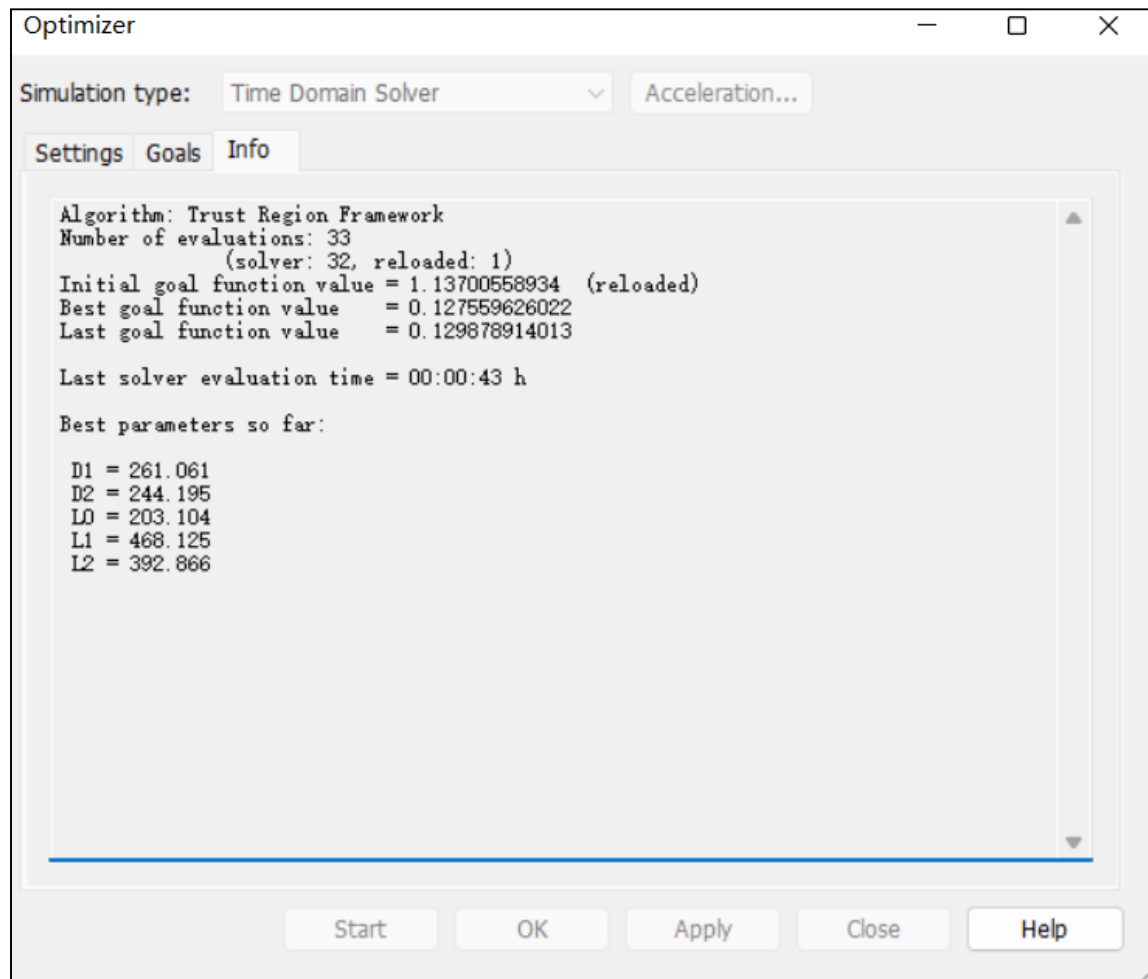 Optimizer
Simulation type: Time Domain Solver Acceleration...
Settings Goals Info
Algorithm: Trust Region Framework
Number of evaluations: 33
(solver: 32, reloaded: 1)
Initial goal function value = 1.13700558934 (reloaded)
Best goal function value = 0.127559626022
Last goal function value = 0.129878914013
Last solver evaluation time = 00:00:43 h
Best parameters so far:
D1 = 261.061
D2 = 244.195
L0 = 203.104
L1 = 468.125
L2 = 392.866
Start OK Apply Close Help